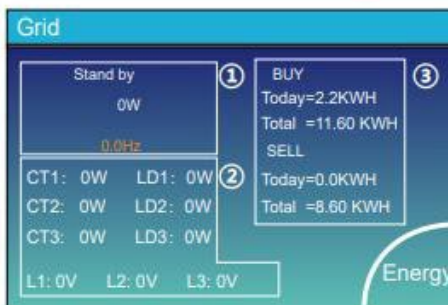 Grid
Stand by
0W
0.0Hz
①
CT1: 0W LD1: 0W
CT2: 0W LD2: 0W
CT3: 0W LD3: 0W
L1: 0V L2: 0V L3: 0V
②
BUY
Today=2.2KWH
Total =11.60 KWH
SELL
Today=0.0KWH
Total =8.60 KWH
③
Energy